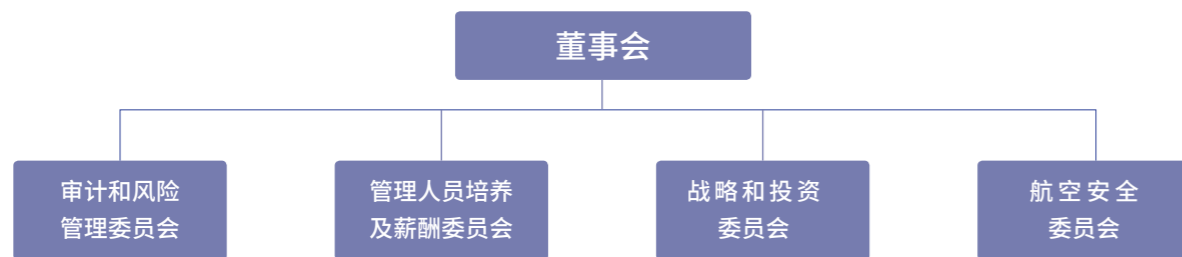 董事会
审计和风险
管理委员会
管理人员培养
及薪酬委员会
战略和投资
委员会
航空安全
委员会